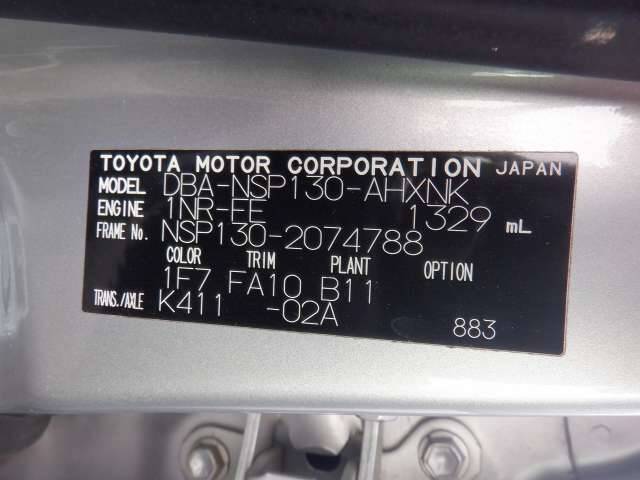 TOYOTA MOTOR CORPORATION JAPAN
MODEL DBA-NSP130-AHXNK
ENGINE 1NR-FE 1329 mL
FRAME No. NSP130-2074788
COLOR TRIM PLANT OPTION
1F7 FA10 B11
TRANS./AXLE K411 -02A
883